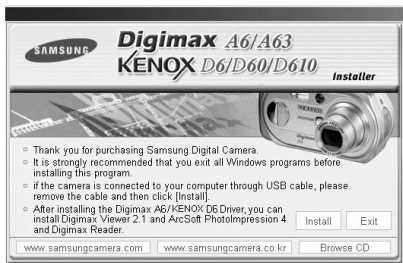 SAMSUNG
Digimax A6/A63
KENOX D6/D60/D610
Installer
Thank you for purchasing Samsung Digital Camera.
It is strongly recommended that you exit all Windows programs before
installing this program.
if the camera is connected to your computer through USB cable, please
remove the cable and then click [Install].
After installing the Digimax A6/KENOX D6 Driver, you can
install Digimax Viewer 2.1 and ArcSoft PhotoImpression 4
and Digimax Reader.
Install
Exit
www.samsungcamera.com
www.samsungcamera.co.kr
Browse CD